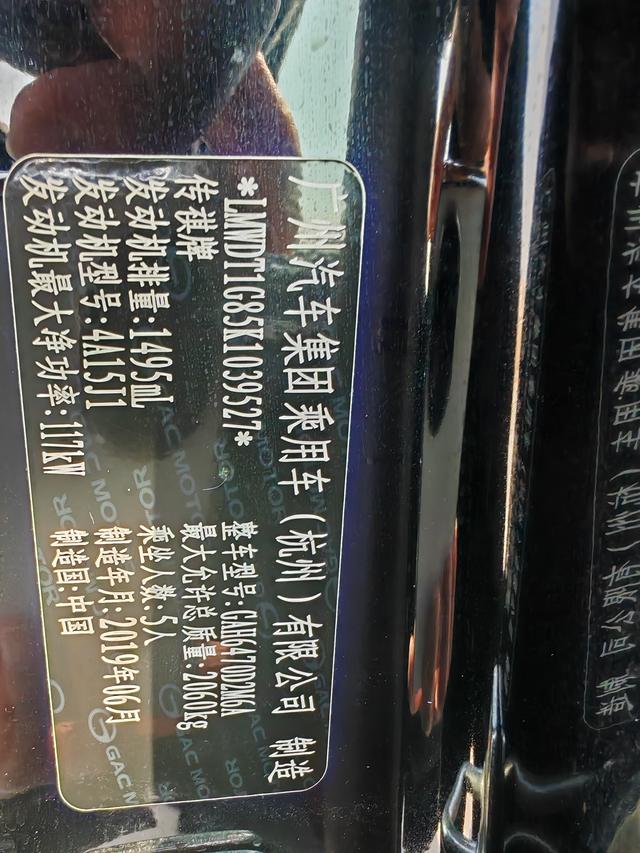 广州汽车集团乘用车（杭州）有限公司 制造
*LMWDT1G85K1039527*
传祺牌 整车型号:GAH6470D2N6A
发动机排量:1495mL 最大允许总质量:2060kg
发动机型号:4A15J1 乘坐人数:5人
发动机最大净功率:117kW 制造年月:2019年06月
制造国:中国
GAC MOTOR